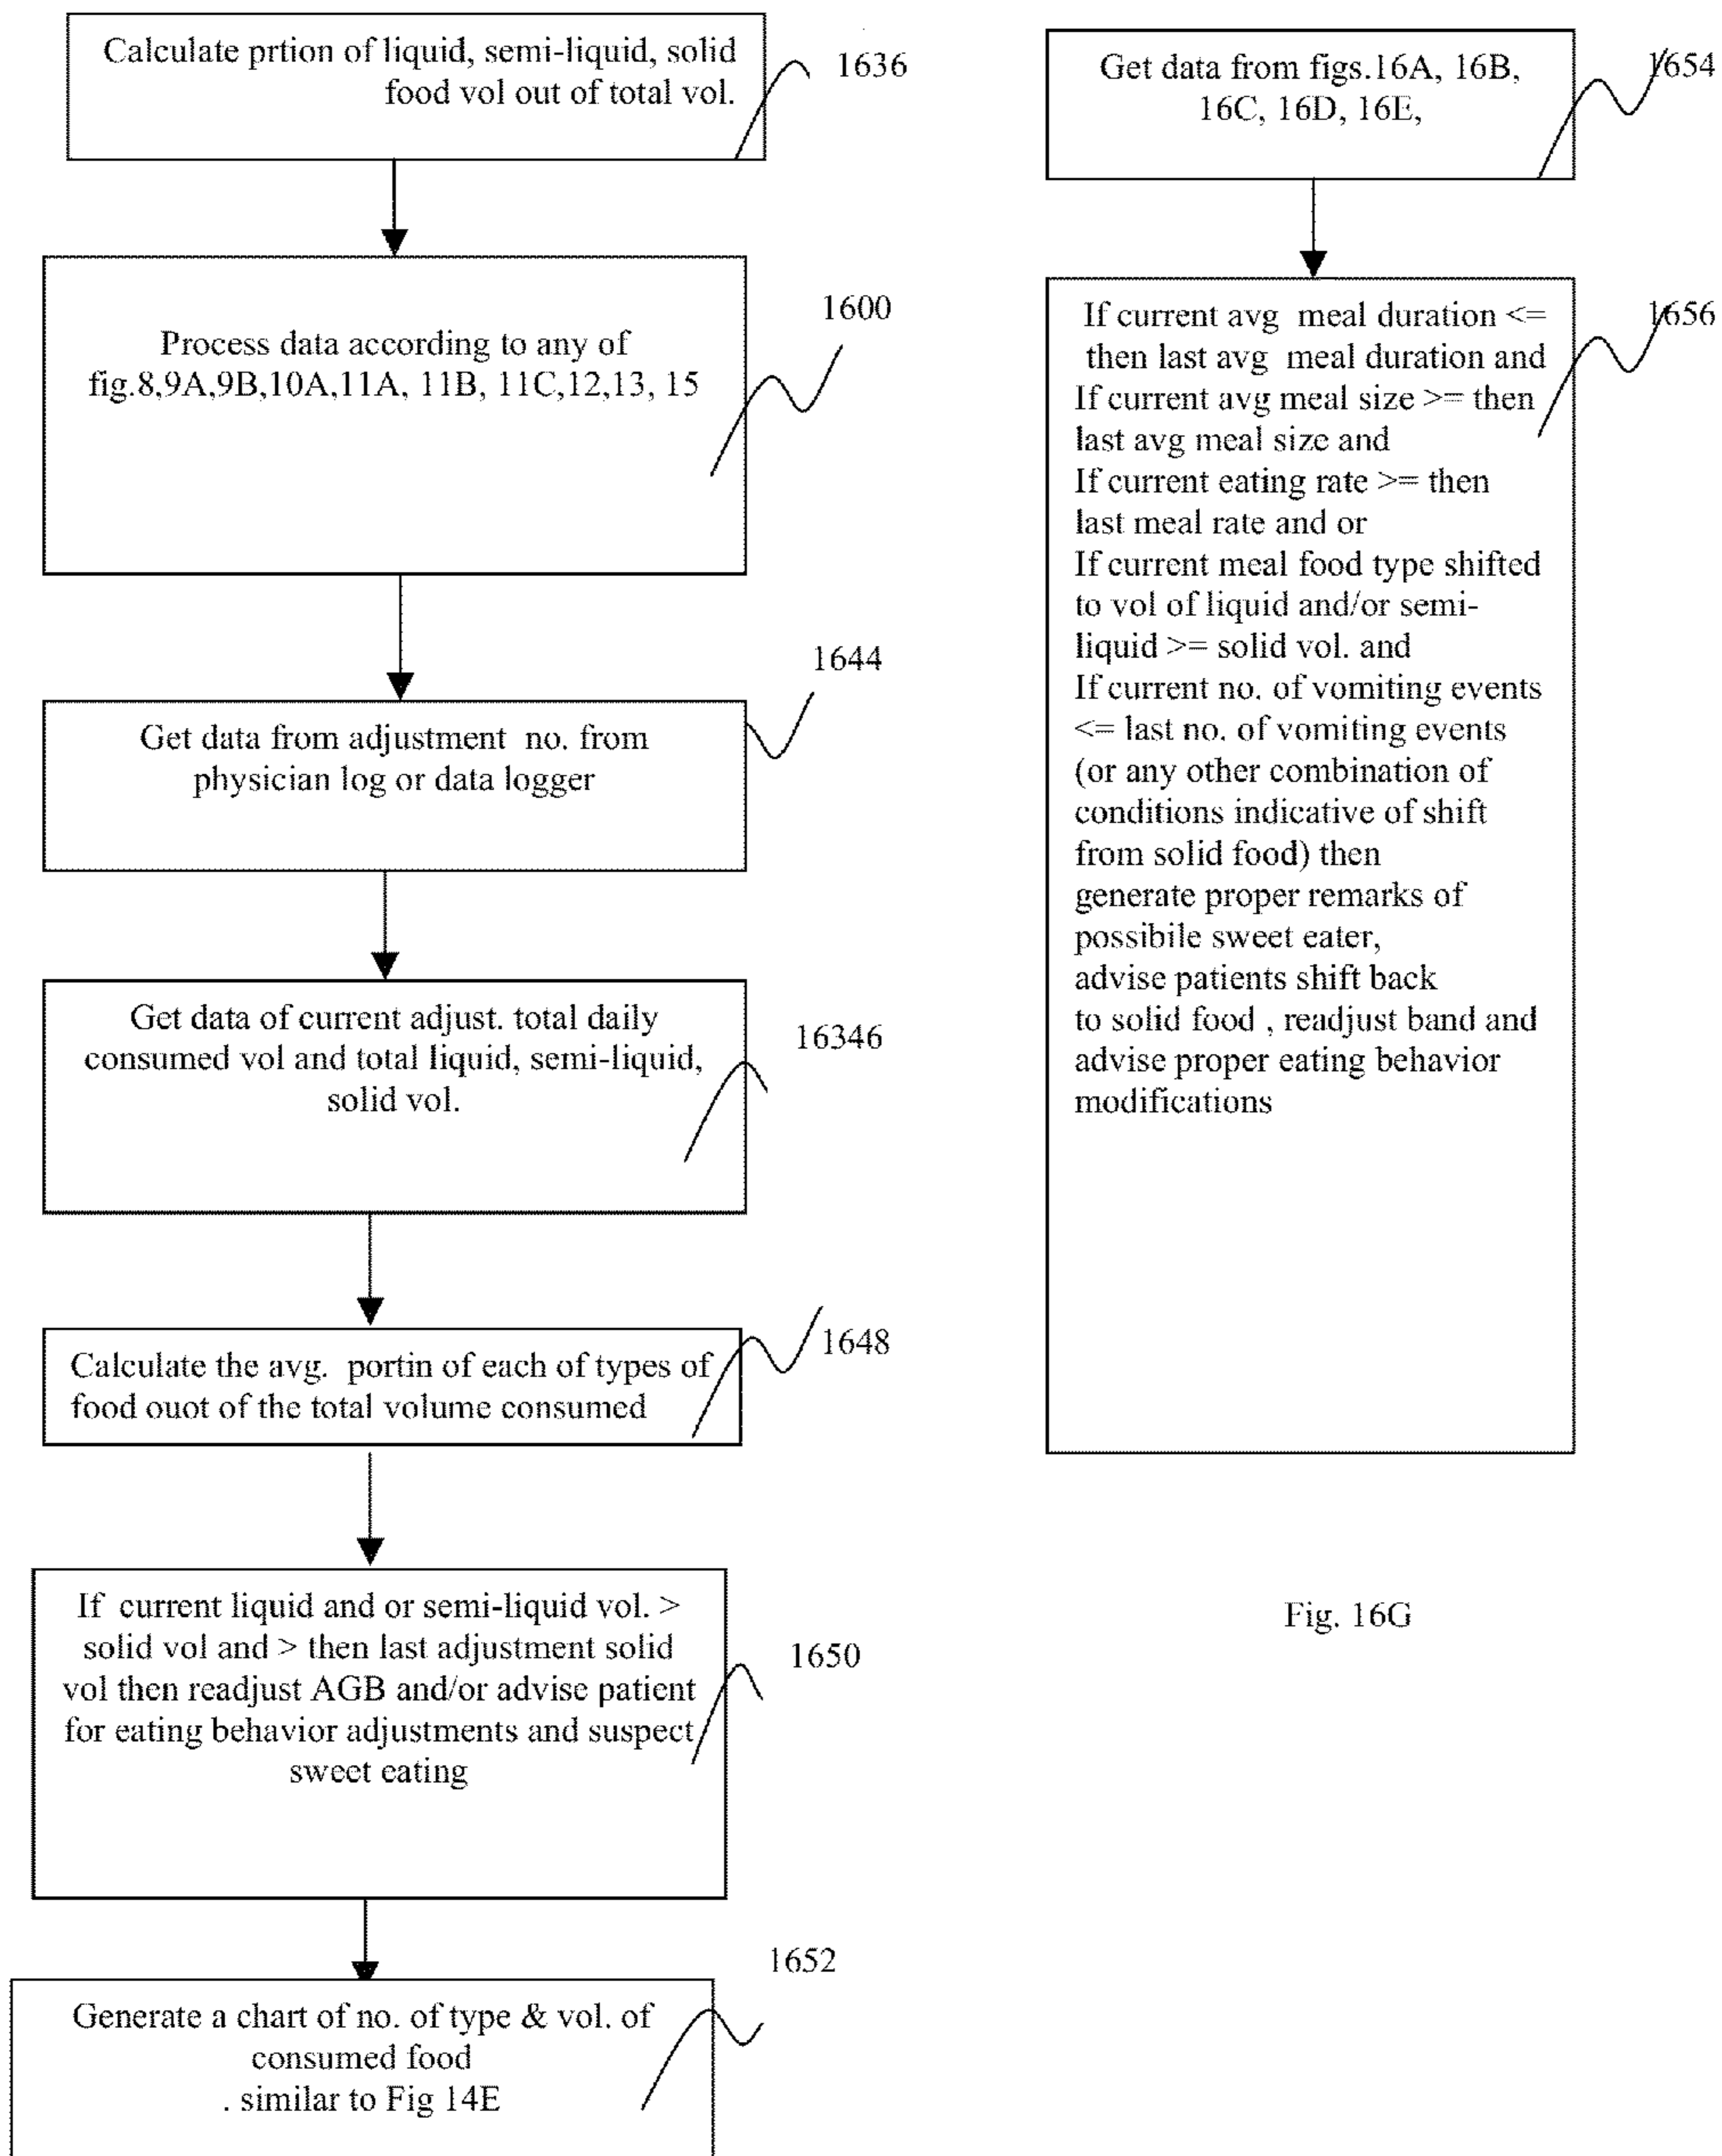 Calculate prtion of liquid, semi-liquid, solid
food vol out of total vol.
1636
Process data according to any of
fig.8,9A,9B,10A,11A, 11B, 11C,12,13, 15
1600
Get data from adjustment no. from
physician log or data logger
1644
Get data of current adjust. total daily
consumed vol and total liquid, semi-liquid,
solid vol.
16346
Calculate the avg. portin of each of types of
food ouot of the total volume consumed
1648
If current liquid and or semi-liquid vol. >
solid vol and > then last adjustment solid
vol then readjust AGB and/or advise patient
for eating behavior adjustments and suspect
sweet eating
1650
Generate a chart of no. of type & vol. of
consumed food
. similar to Fig 14E
1652
Get data from figs.16A, 16B,
16C, 16D, 16E,
1654
If current avg meal duration <=
then last avg meal duration and
If current avg meal size >= then
last avg meal size and
If current eating rate >= then
last meal rate and or
If current meal food type shifted
to vol of liquid and/or semi-
liquid >= solid vol. and
If current no. of vomiting events
<= last no. of vomiting events
(or any other combination of
conditions indicative of shift
from solid food) then
generate proper remarks of
possibile sweet eater,
advise patients shift back
to solid food , readjust band and
advise proper eating behavior
modifications
1656
Fig. 16G